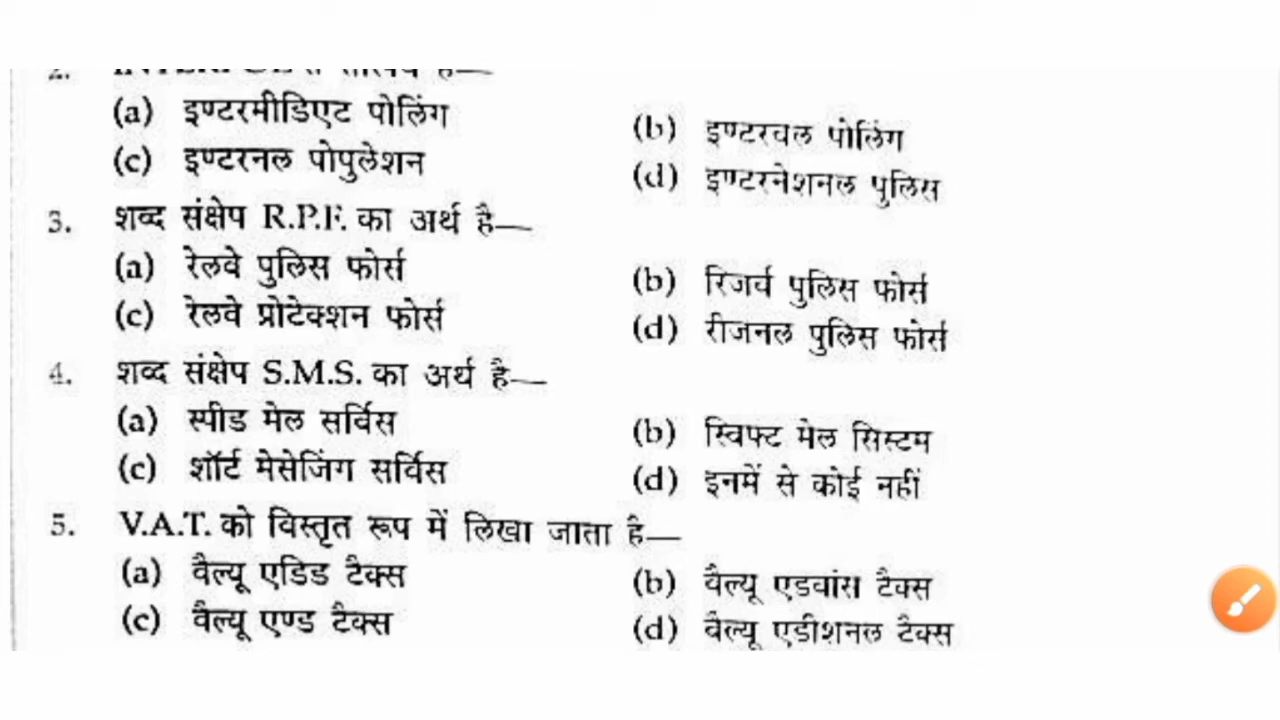 2.
(a) इण्टरमीडिएट पोलिंग (b) इण्टरवल पोलिंग
(c) इण्टरनल पोपुलेशन (d) इण्टरनेशनल पुलिस
3. शब्द संक्षेप R.P.F. का अर्थ है—
(a) रेलवे पुलिस फोर्स (b) रिजर्व पुलिस फोर्स
(c) रेलवे प्रोटेक्शन फोर्स (d) रीजनल पुलिस फोर्स
4. शब्द संक्षेप S.M.S. का अर्थ है—
(a) स्पीड मेल सर्विस (b) स्विफ्ट मेल सिस्टम
(c) शॉर्ट मेसेजिंग सर्विस (d) इनमें से कोई नहीं
5. V.A.T. को विस्तृत रूप में लिखा जाता है—
(a) वैल्यू एडिड टैक्स (b) वैल्यू एडवांस टैक्स
(c) वैल्यू एण्ड टैक्स (d) वैल्यू एडीशनल टैक्स